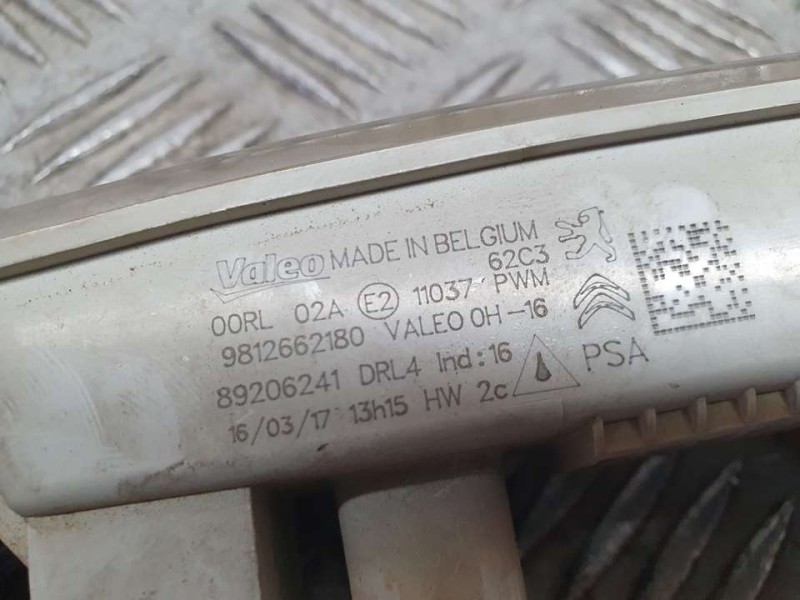 Valeo MADE IN BELGIUM
62C3
00RL 02A E2 11037 PWM
9812662180 VALEO 0H-16
89206241 DRL4 Ind:16 PSA
16/03/17 13h15 HW 2c